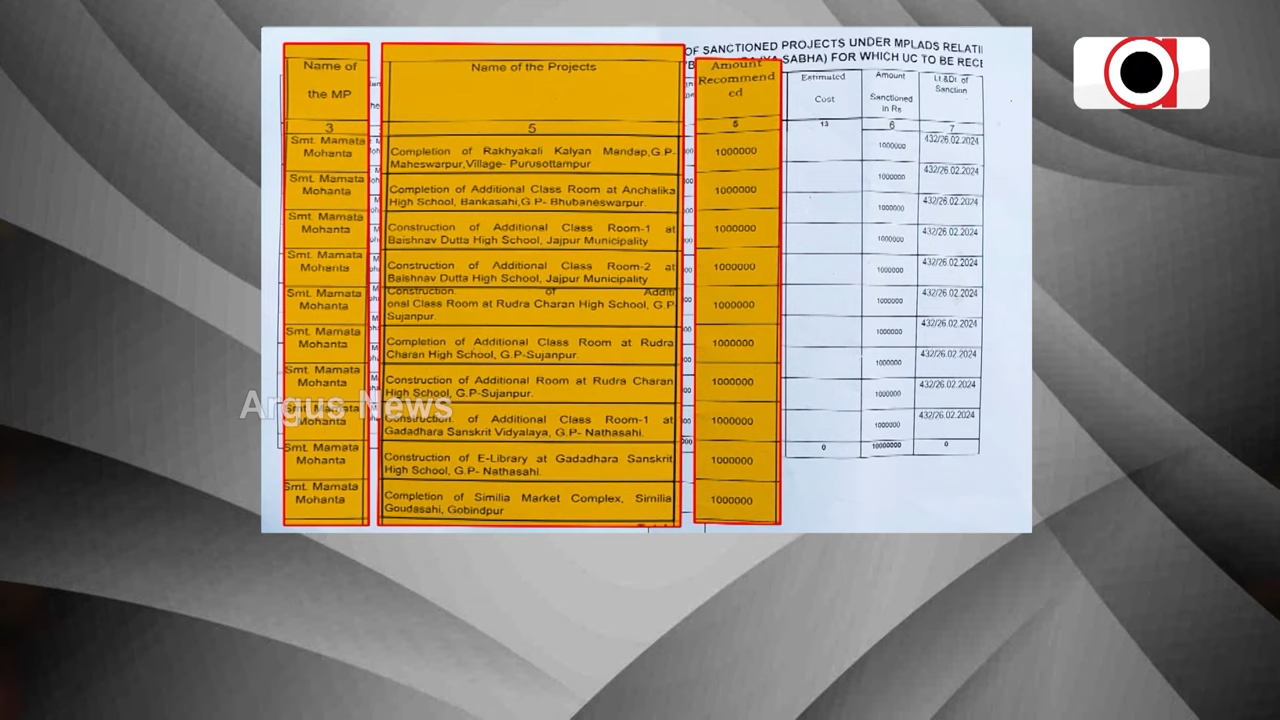 OF SANCTIONED PROJECTS UNDER MPLADS
SABHA) FOR WHICH UC TO BE
Name of
the MP
Name of the Projects
Amount
Recommend
ed
Estimated
Cost
Amount
Sanctioned
in Rs
Lt.&Dt. of
Sanction
3
5
6
7
13
Smt. Mamata
Mohanta
Completion of Rakhyakali Kalyan Mandap,G.P-
Maheswarpur,Village- Purusottampur
1000000
1000000
432/26.02.2024
Smt. Mamata
Mohanta
Completion of Additional Class Room at Anchalika
High School, Bankasahi,G.P- Bhubaneswarpur.
1000000
1000000
432/26.02.2024
Smt. Mamata
Mohanta
Construction of Additional Class Room-1 at
Baishnav Dutta High School, Jajpur Municipality
1000000
1000000
432/26.02.2024
Smt. Mamata
Mohanta
Construction of Additional Class Room-2 at
Baishnav Dutta High School, Jajpur Municipality
1000000
1000000
432/26.02.2024
Smt. Mamata
Mohanta
Construction of Additi
onal Class Room at Rudra Charan High School, G.P-
Sujanpur.
1000000
1000000
432/26.02.2024
Smt. Mamata
Mohanta
Completion of Additional Class Room at Rudra
Charan High School, G.P-Sujanpur.
1000000
1000000
432/26.02.2024
Smt. Mamata
Mohanta
Construction of Additional Room at Rudra Charan
High School, G.P-Sujanpur.
1000000
1000000
432/26.02.2024
Smt. Mamata
Mohanta
Construction of Additional Class Room-1 at
Gadadhara Sanskrit Vidyalaya, G.P- Nathasahi.
1000000
1000000
432/26.02.2024
Smt. Mamata
Mohanta
Construction of E-Library at Gadadhara Sanskrit
High School, G.P- Nathasahi.
1000000
1000000
432/26.02.2024
Smt. Mamata
Mohanta
Completion of Similia Market Complex, Similia
Goudasahi, Gobindpur
1000000
1000000
432/26.02.2024
0
10000000
0
Argus News